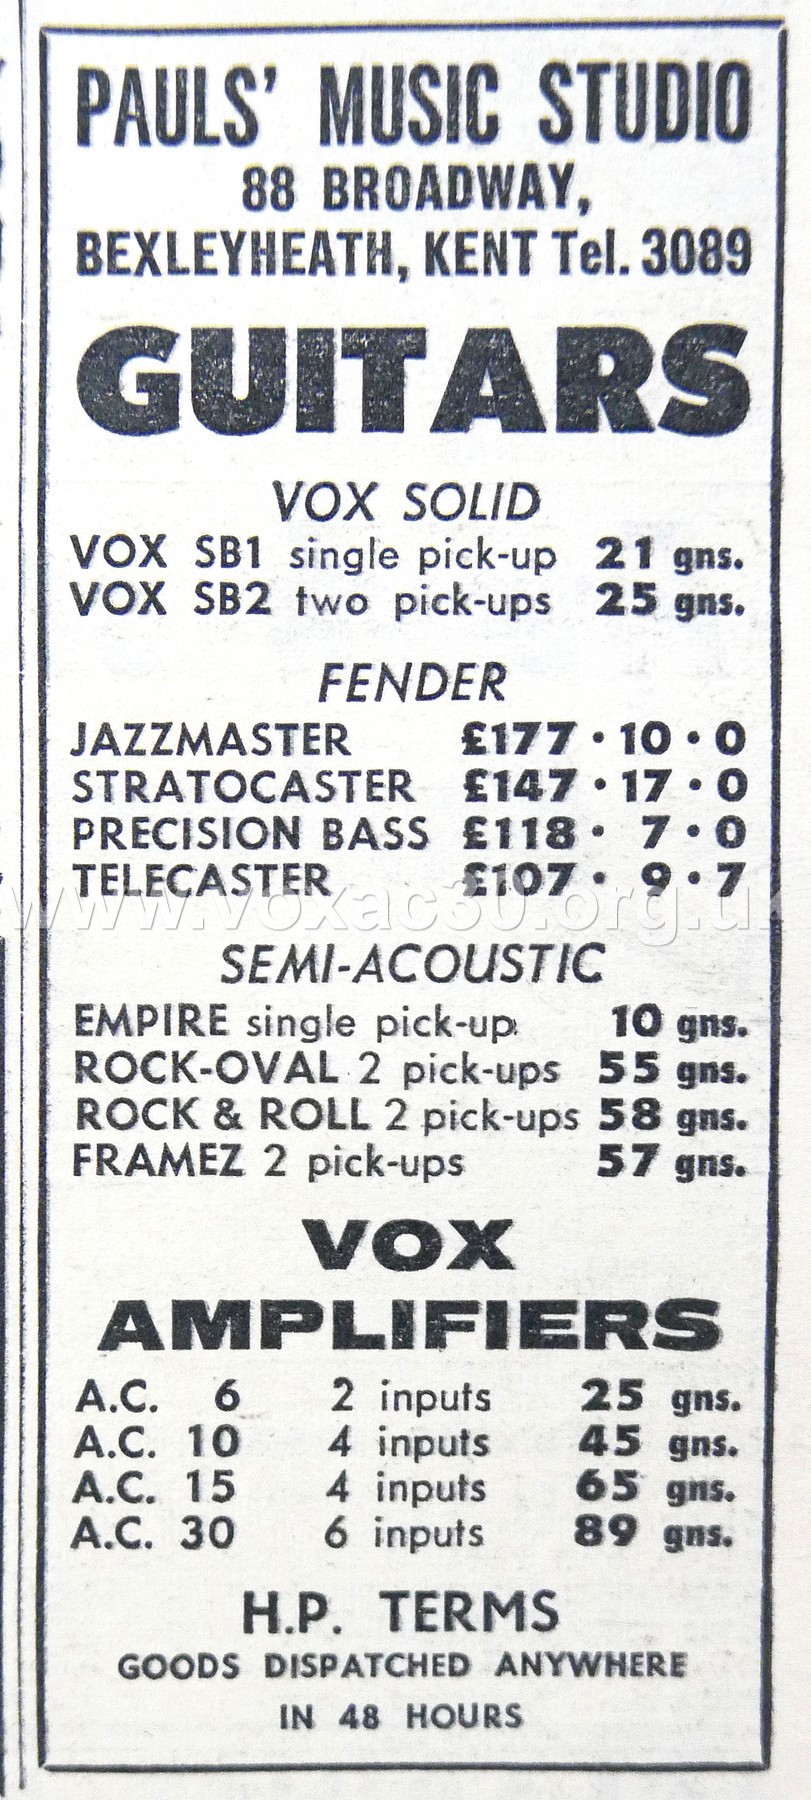 PAULS' MUSIC STUDIO
88 BROADWAY,
BEXLEYHEATH, KENT Tel. 3089
GUITARS
VOX SOLID
VOX SB1 single pick-up 21 gns.
VOX SB2 two pick-ups 25 gns.
FENDER
JAZZMASTER £177 · 10 · 0
STRATOCASTER £147 · 17 · 0
PRECISION BASS £118 · 7 · 0
TELECASTER £107 · 9 · 7
www.voxac30.org.uk
SEMI-ACOUSTIC
EMPIRE single pick-up 10 gns.
ROCK-OVAL 2 pick-ups 55 gns.
ROCK & ROLL 2 pick-ups 58 gns.
FRAMEZ 2 pick-ups 57 gns.
VOX
AMPLIFIERS
A.C. 6 2 inputs 25 gns.
A.C. 10 4 inputs 45 gns.
A.C. 15 4 inputs 65 gns.
A.C. 30 6 inputs 89 gns.
H.P. TERMS
GOODS DISPATCHED ANYWHERE
IN 48 HOURS